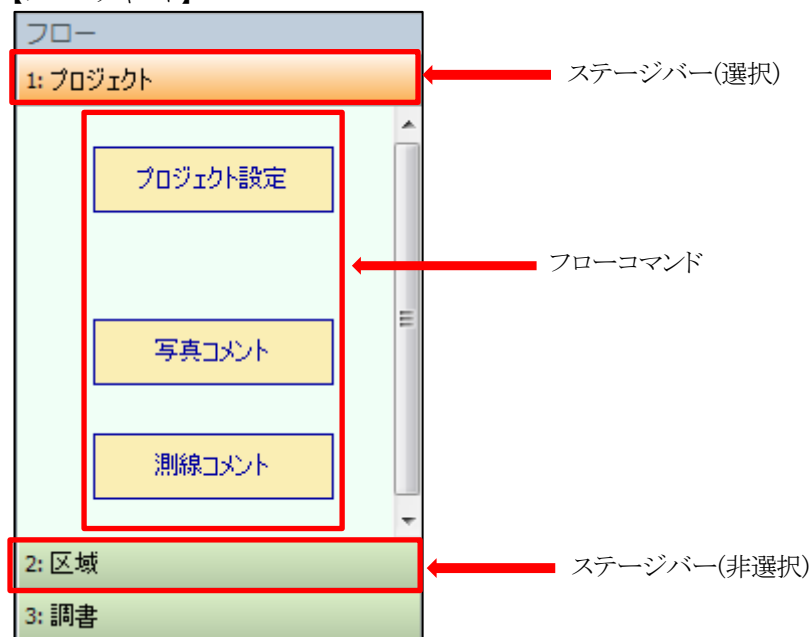 フロー
1: プロジェクト
ステージバー(選択)
プロジェクト設定
フローコマンド
写真コメント
測線コメント
2: 区域
ステージバー(非選択)
3: 調書